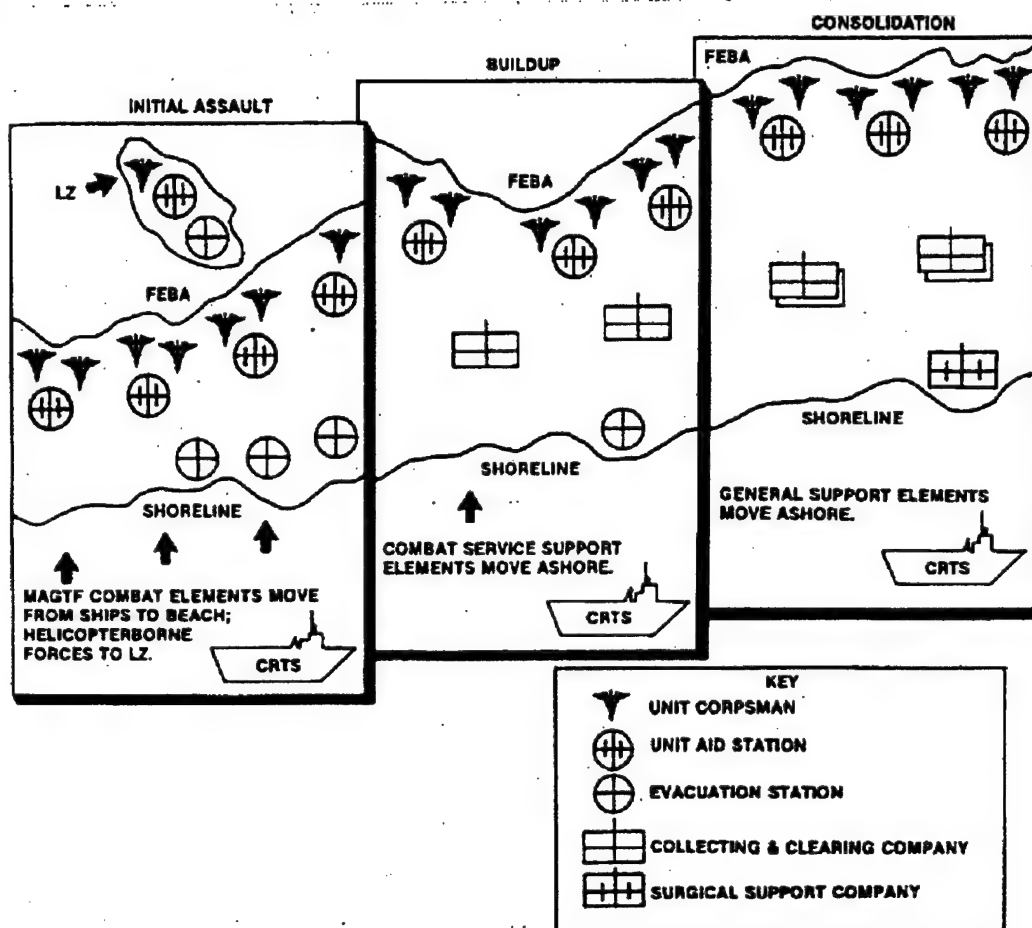 INITIAL ASSAULT
LZ
FEBA
SHORELINE
MAGTF COMBAT ELEMENTS MOVE
FROM SHIPS TO BEACH;
HELICOPTERBORNE
FORCES TO LZ.
CRTS
BUILDUP
FEBA
SHORELINE
COMBAT SERVICE SUPPORT
ELEMENTS MOVE ASHORE.
CRTS
CONSOLIDATION
FEBA
SHORELINE
GENERAL SUPPORT ELEMENTS
MOVE ASHORE.
CRTS
KEY
UNIT CORPSMAN
UNIT AID STATION
EVACUATION STATION
COLLECTING & CLEARING COMPANY
SURGICAL SUPPORT COMPANY